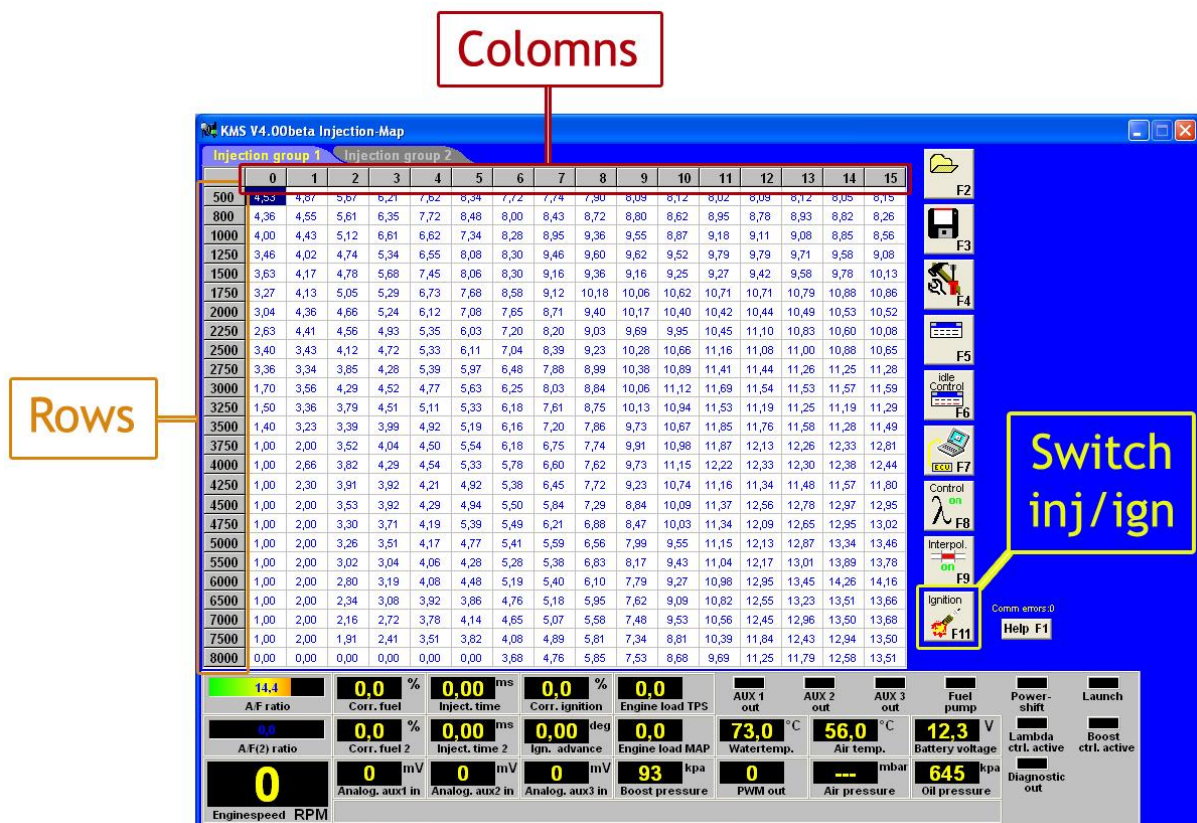 Colomns
KMS V4.00beta Injection-Map
Injection group 1 Injection group 2
0 1 2 3 4 5 6 7 8 9 10 11 12 13 14 15
500 4,53 4,87 5,67 6,21 7,62 8,34 7,72 7,74 7,90 8,09 8,12 8,02 8,09 8,12 8,05 8,15
800 4,36 4,55 5,61 6,35 7,72 8,48 8,00 8,43 8,72 8,80 8,62 8,95 8,78 8,93 8,82 8,26
1000 4,00 4,43 5,12 6,61 6,62 7,34 8,28 8,95 9,36 9,55 8,87 9,18 9,11 9,08 8,85 8,56
1250 3,46 4,02 4,74 5,34 6,55 8,08 8,30 9,46 9,60 9,62 9,52 9,79 9,79 9,71 9,58 9,08
1500 3,63 4,17 4,78 5,68 7,45 8,06 8,30 9,16 9,36 9,16 9,25 9,27 9,42 9,58 9,78 10,13
1750 3,27 4,13 5,05 5,29 6,73 7,68 8,58 9,12 10,18 10,06 10,62 10,71 10,71 10,79 10,88 10,86
2000 3,04 4,36 4,66 5,24 6,12 7,08 7,65 8,71 9,40 10,17 10,40 10,42 10,44 10,49 10,53 10,52
2250 2,63 4,41 4,56 4,93 5,35 6,03 7,20 8,20 9,03 9,69 9,95 10,45 11,10 10,83 10,60 10,08
2500 3,40 3,43 4,12 4,72 5,33 6,11 7,04 8,39 9,23 10,28 10,66 11,16 11,08 11,00 10,88 10,65
2750 3,36 3,34 3,85 4,28 5,39 5,97 6,48 7,88 8,99 10,38 10,89 11,41 11,44 11,26 11,25 11,28
3000 1,70 3,56 4,29 4,52 4,77 5,63 6,25 8,03 8,84 10,06 11,12 11,69 11,54 11,53 11,57 11,59
3250 1,50 3,36 3,79 4,51 5,11 5,33 6,18 7,61 8,75 10,13 10,94 11,53 11,19 11,25 11,19 11,29
3500 1,40 3,23 3,39 3,99 4,92 5,19 6,16 7,20 7,86 9,73 10,67 11,85 11,76 11,58 11,28 11,49
3750 1,00 2,00 3,52 4,04 4,50 5,54 6,18 6,75 7,74 9,91 10,98 11,87 12,13 12,26 12,33 12,81
4000 1,00 2,66 3,82 4,29 4,54 5,33 5,78 6,60 7,62 9,73 11,15 12,22 12,33 12,30 12,38 12,44
4250 1,00 2,30 3,91 3,92 4,21 4,92 5,38 6,45 7,72 9,23 10,74 11,16 11,34 11,48 11,57 11,80
4500 1,00 2,00 3,53 3,92 4,29 4,94 5,50 5,84 7,29 8,84 10,09 11,37 12,56 12,78 12,97 12,95
4750 1,00 2,00 3,30 3,71 4,19 5,39 5,49 6,21 6,88 8,47 10,03 11,34 12,09 12,65 12,95 13,02
5000 1,00 2,00 3,26 3,51 4,17 4,77 5,41 5,59 6,56 7,99 9,55 11,15 12,13 12,87 13,34 13,46
5500 1,00 2,00 3,02 3,04 4,06 4,28 5,28 5,38 6,83 8,17 9,43 11,04 12,17 13,01 13,89 13,78
6000 1,00 2,00 2,80 3,19 4,08 4,48 5,19 5,40 6,10 7,79 9,27 10,98 12,95 13,45 14,26 14,16
6500 1,00 2,00 2,34 3,08 3,92 3,86 4,76 5,18 5,95 7,62 9,09 10,82 12,55 13,23 13,51 13,66
7000 1,00 2,00 2,16 2,72 3,78 4,14 4,65 5,07 5,58 7,48 9,53 10,56 12,45 12,96 13,50 13,68
7500 1,00 2,00 1,91 2,41 3,51 3,82 4,08 4,89 5,81 7,34 8,81 10,39 11,84 12,43 12,94 13,50
8000 0,00 0,00 0,00 0,00 0,00 0,00 3,68 4,76 5,85 7,53 8,68 9,69 11,25 11,79 12,58 13,51
Rows
F2
F3
F4
F5
idle
Control
F6
ECU F7
Control
λ on
F8
Interpol.
on
F9
Ignition
F11
Switch
inj/ign
Comm errors:0
Help F1
14,4
A/F ratio
0,0 %
Corr. fuel
0,00 ms
Inject. time
0,0 %
Corr. ignition
0,0
Engine load TPS
AUX 1
out
AUX 2
out
AUX 3
out
Fuel
pump
Power-
shift
Launch
0,0
A/F(2) ratio
0,0 %
Corr. fuel 2
0,00 ms
Inject. time 2
0,00 deg
Ign. advance
0,0
Engine load MAP
73,0 °C
Watertemp.
56,0 °C
Air temp.
12,3 V
Battery voltage
Lambda
ctrl. active
Boost
ctrl. active
0
Enginespeed RPM
0 mV
Analog. aux1 in
0 mV
Analog. aux2 in
0 mV
Analog. aux3 in
93 kpa
Boost pressure
0
PWM out
--- mbar
Air pressure
645 kpa
Oil pressure
Diagnostic
out